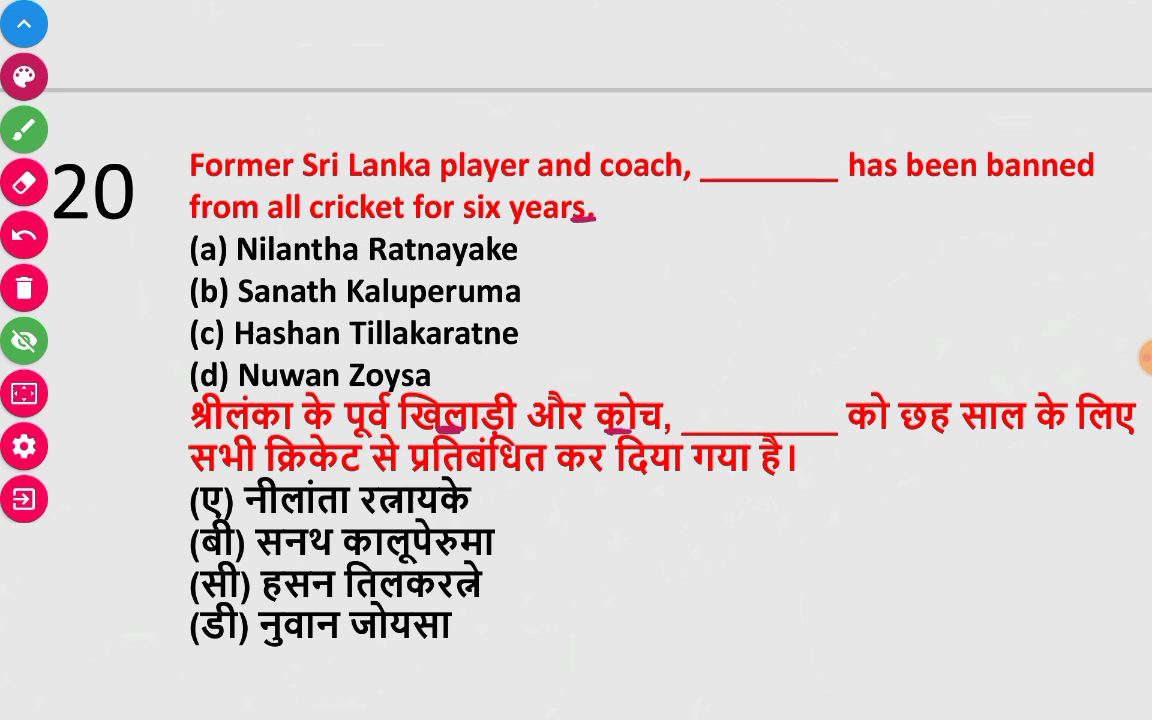 20
Former Sri Lanka player and coach, ________ has been banned
from all cricket for six years.
(a) Nilantha Ratnayake
(b) Sanath Kaluperuma
(c) Hashan Tillakaratne
(d) Nuwan Zoysa
श्रीलंका के पूर्व खिलाड़ी और कोच, _________ को छह साल के लिए
सभी क्रिकेट से प्रतिबंधित कर दिया गया है।
(ए) नीलांता रत्नायके
(बी) सनथ कालूपेरुमा
(सी) हसन तिलकरत्ने
(डी) नुवान जोयसा